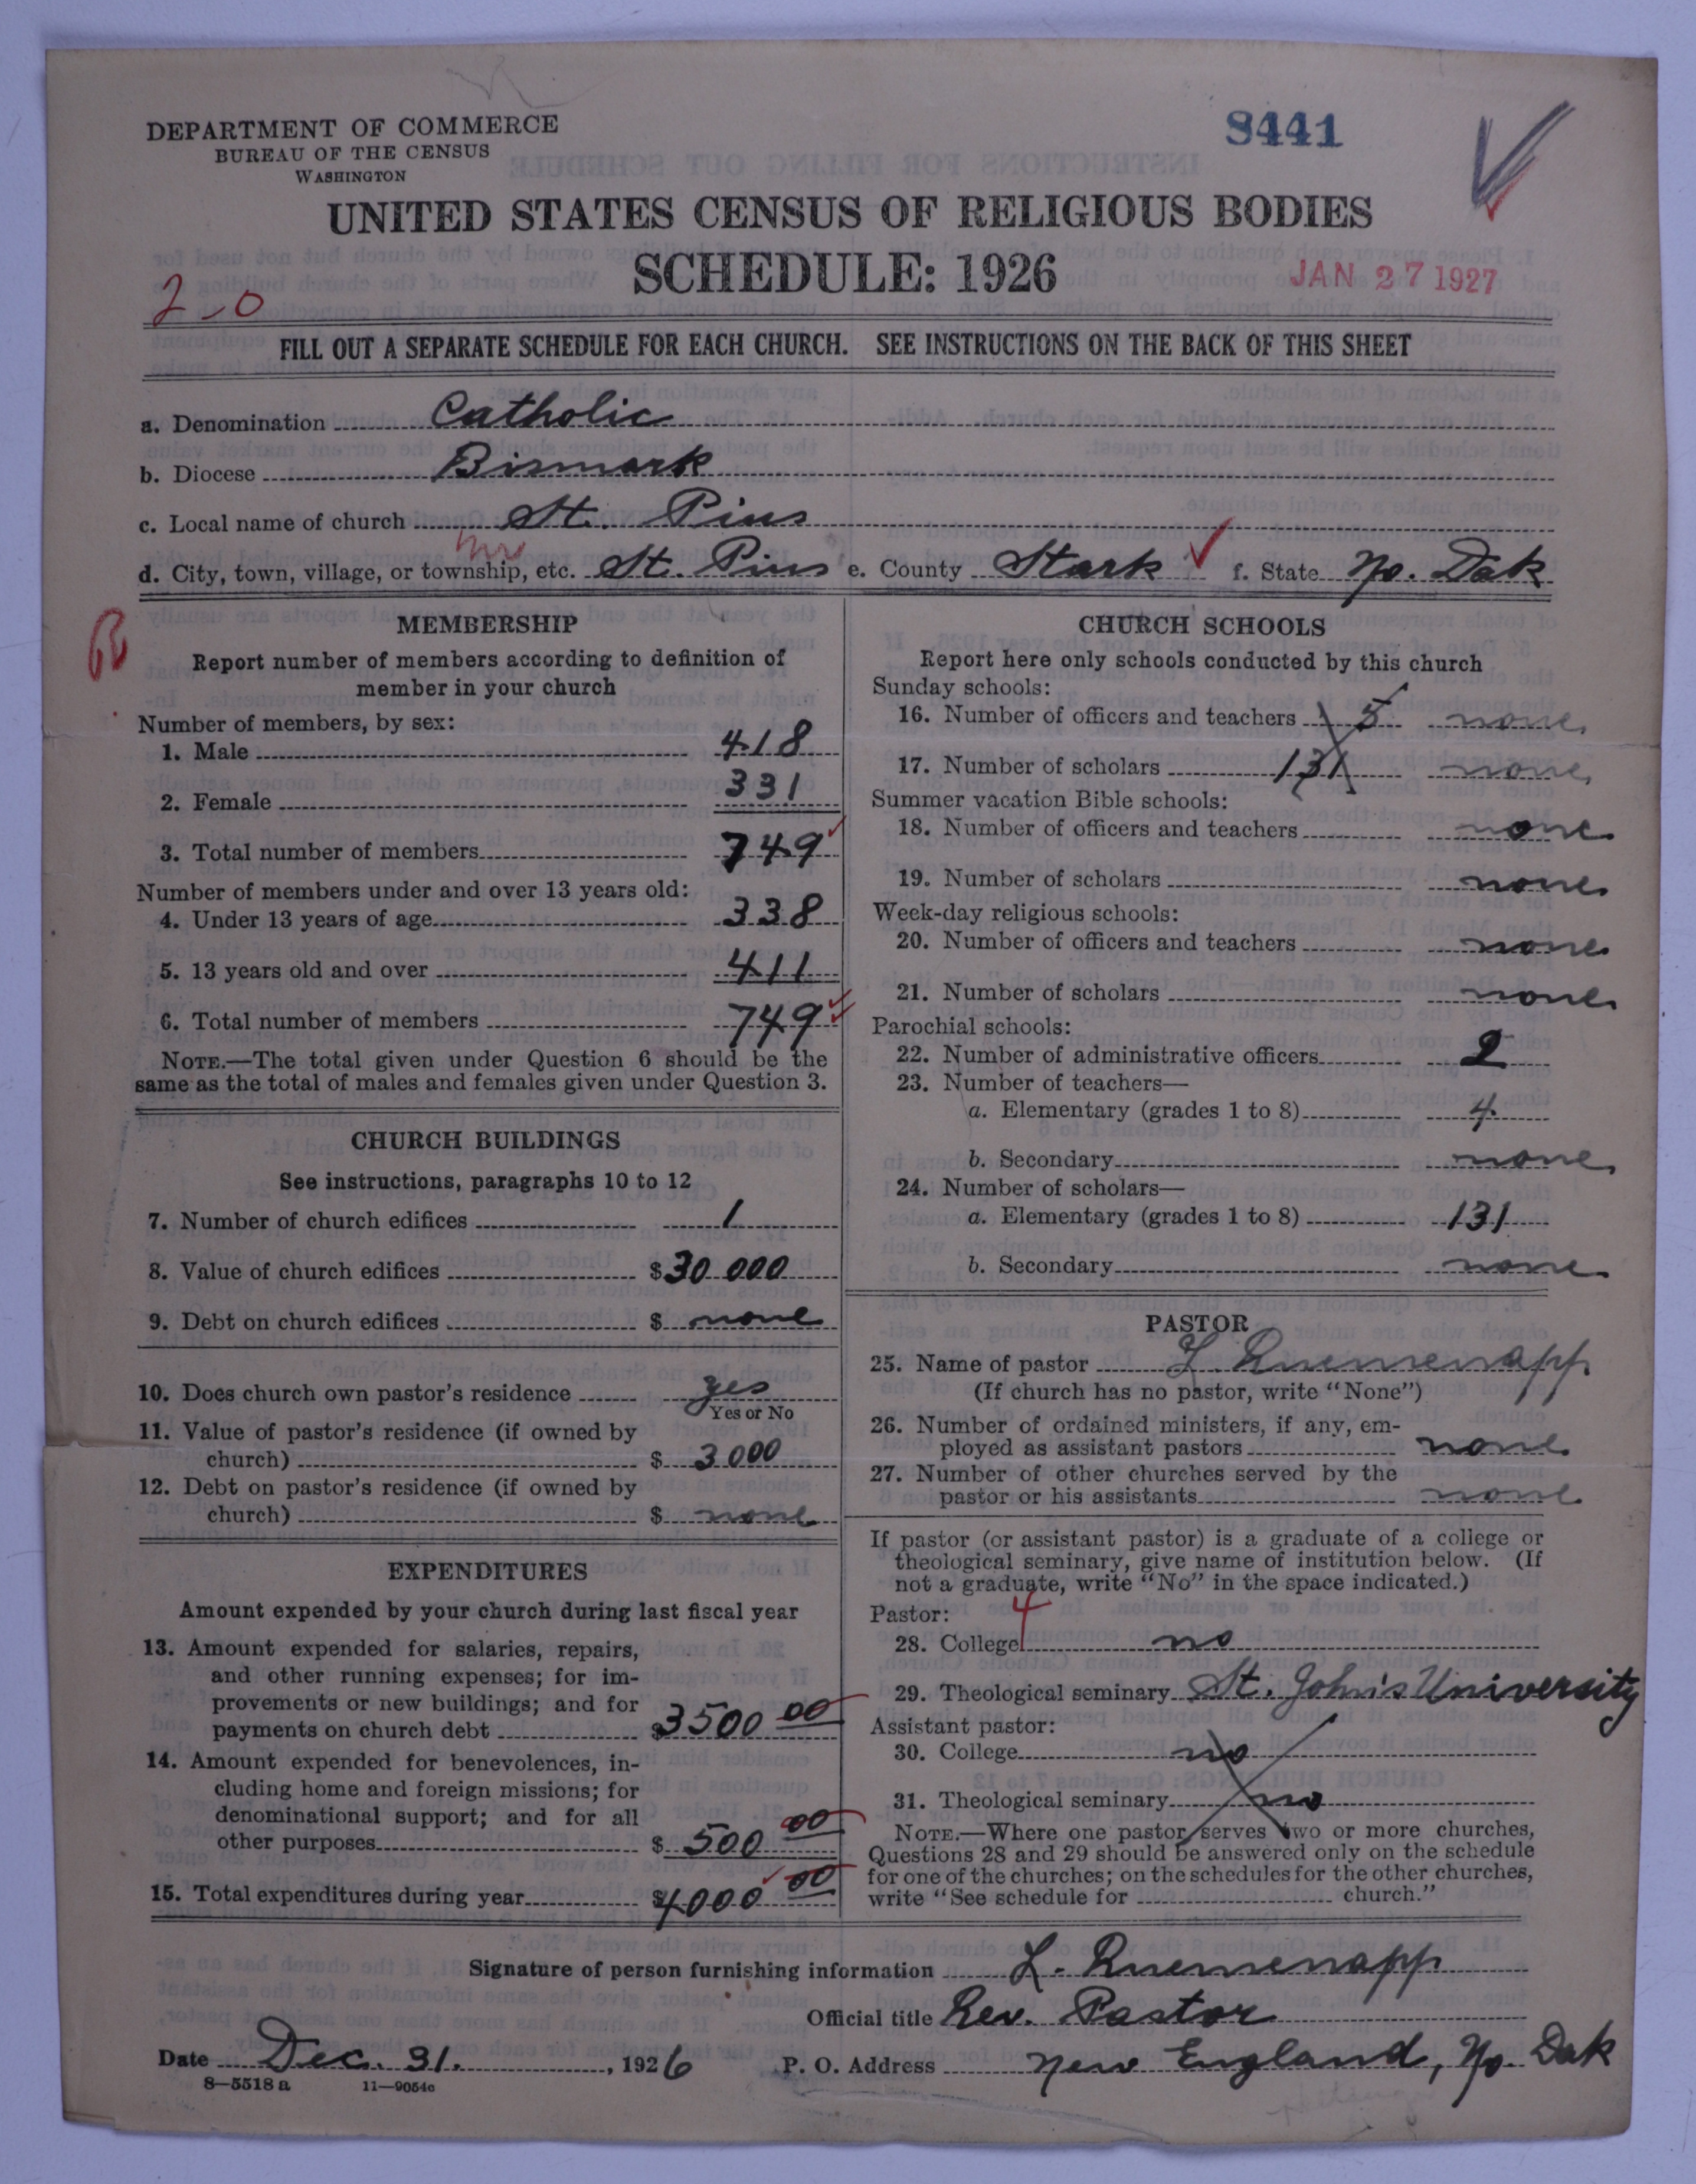 DEPARTMENT OF COMMERCE
BUREAU OF THE CENSUS
WASHINGTON
8441
UNITED STATES CENSUS OF RELIGIOUS BODIES
SCHEDULE: 1926
JAN 27 1927
2-0
FILL OUT A SEPARATE SCHEDULE FOR EACH CHURCH. SEE INSTRUCTIONS ON THE BACK OF THIS SHEET
a. Denomination Catholic
b. Diocese Bismark
c. Local name of church St. Pius
d. City, town, village, or township, etc. St. Pius e. County Stark f. State No. Dak
MEMBERSHIP
Report number of members according to definition of
member in your church
Number of members, by sex:
1. Male 418
2. Female 331
3. Total number of members 749
Number of members under and over 13 years old:
4. Under 13 years of age 338
5. 13 years old and over 411
6. Total number of members 749
NOTE.—The total given under Question 6 should be the
same as the total of males and females given under Question 3.
CHURCH BUILDINGS
See instructions, paragraphs 10 to 12
7. Number of church edifices 1
8. Value of church edifices $30 000
9. Debt on church edifices $ none
10. Does church own pastor's residence yes
Yes or No
11. Value of pastor's residence (if owned by
church) $ 3 000
12. Debt on pastor's residence (if owned by
church) $ none
EXPENDITURES
Amount expended by your church during last fiscal year
13. Amount expended for salaries, repairs,
and other running expenses; for im-
provements or new buildings; and for
payments on church debt $3500 00
14. Amount expended for benevolences, in-
cluding home and foreign missions; for
denominational support; and for all
other purposes $ 500 00
15. Total expenditures during year $4000 00
CHURCH SCHOOLS
Report here only schools conducted by this church
Sunday schools:
16. Number of officers and teachers 5 none
17. Number of scholars 131 none
Summer vacation Bible schools:
18. Number of officers and teachers none
19. Number of scholars none
Week-day religious schools:
20. Number of officers and teachers none
21. Number of scholars none
Parochial schools:
22. Number of administrative officers 2
23. Number of teachers—
a. Elementary (grades 1 to 8) 4
b. Secondary none
24. Number of scholars—
a. Elementary (grades 1 to 8) 131
b. Secondary none
PASTOR
25. Name of pastor L.
(If church has no pastor, write "None")
26. Number of ordained ministers, if any, em-
ployed as assistant pastors none
27. Number of other churches served by the
pastor or his assistants none
If pastor (or assistant pastor) is a graduate of a college or
theological seminary, give name of institution below. (If
not a graduate, write "No" in the space indicated.)
Pastor: 4
28. College no
29. Theological seminary St. John's University
Assistant pastor:
30. College no
31. Theological seminary no
NOTE.—Where one pastor serves two or more churches,
Questions 28 and 29 should be answered only on the schedule
for one of the churches; on the schedules for the other churches,
write "See schedule for church."
Signature of person furnishing information L.
Official title Rev. Pastor
Date Dec. 31. , 1926 P. O. Address New England, No. Dak
8—5518 a 11—9054c